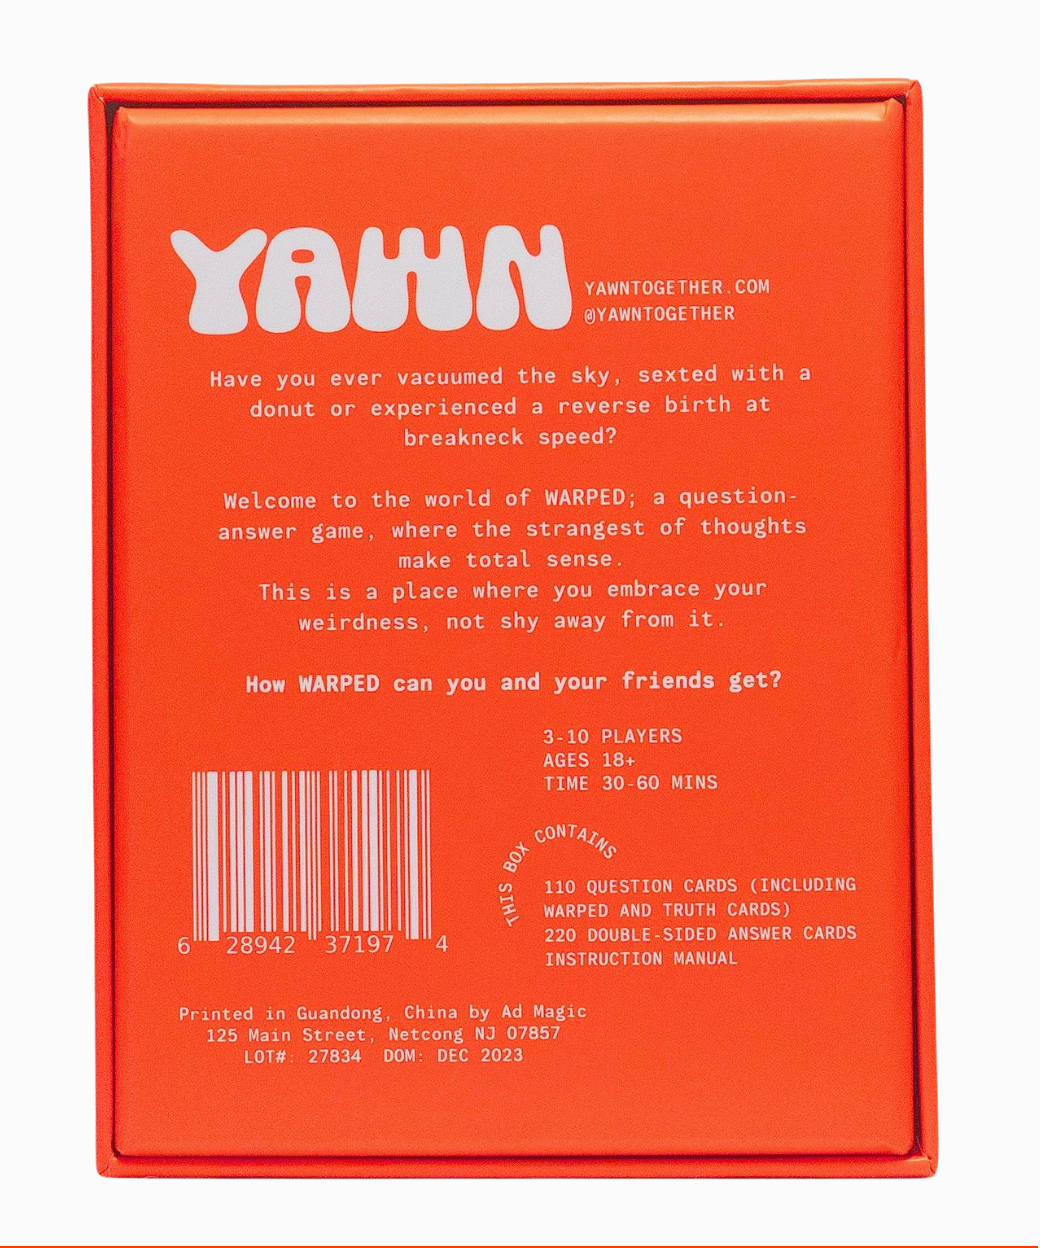 YAWN
YAWNTOGETHER.COM
@YAWNTOGETHER
Have you ever vacuumed the sky, sexted with a
donut or experienced a reverse birth at
breakneck speed?
Welcome to the world of WARPED; a question-
answer game, where the strangest of thoughts
make total sense.
This is a place where you embrace your
weirdness, not shy away from it.
How WARPED can you and your friends get?
3-10 PLAYERS
AGES 18+
TIME 30-60 MINS
THIS BOX CONTAINS
110 QUESTION CARDS (INCLUDING
WARPED AND TRUTH CARDS)
220 DOUBLE-SIDED ANSWER CARDS
INSTRUCTION MANUAL
6 28942 37197 4
Printed in Guandong, China by Ad Magic
125 Main Street, Netcong NJ 07857
LOT#: 27834 DOM: DEC 2023